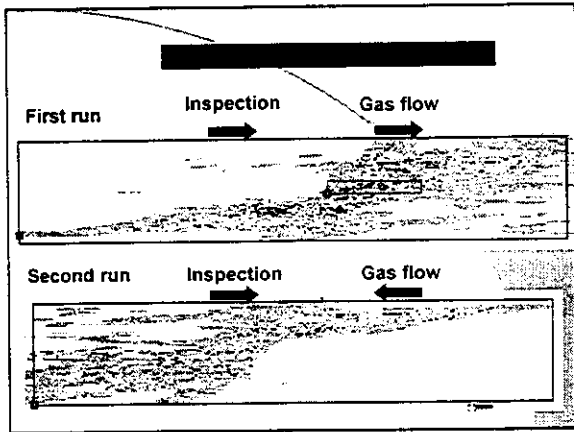 Inspection Gas flow
First run
Second run Inspection Gas flow